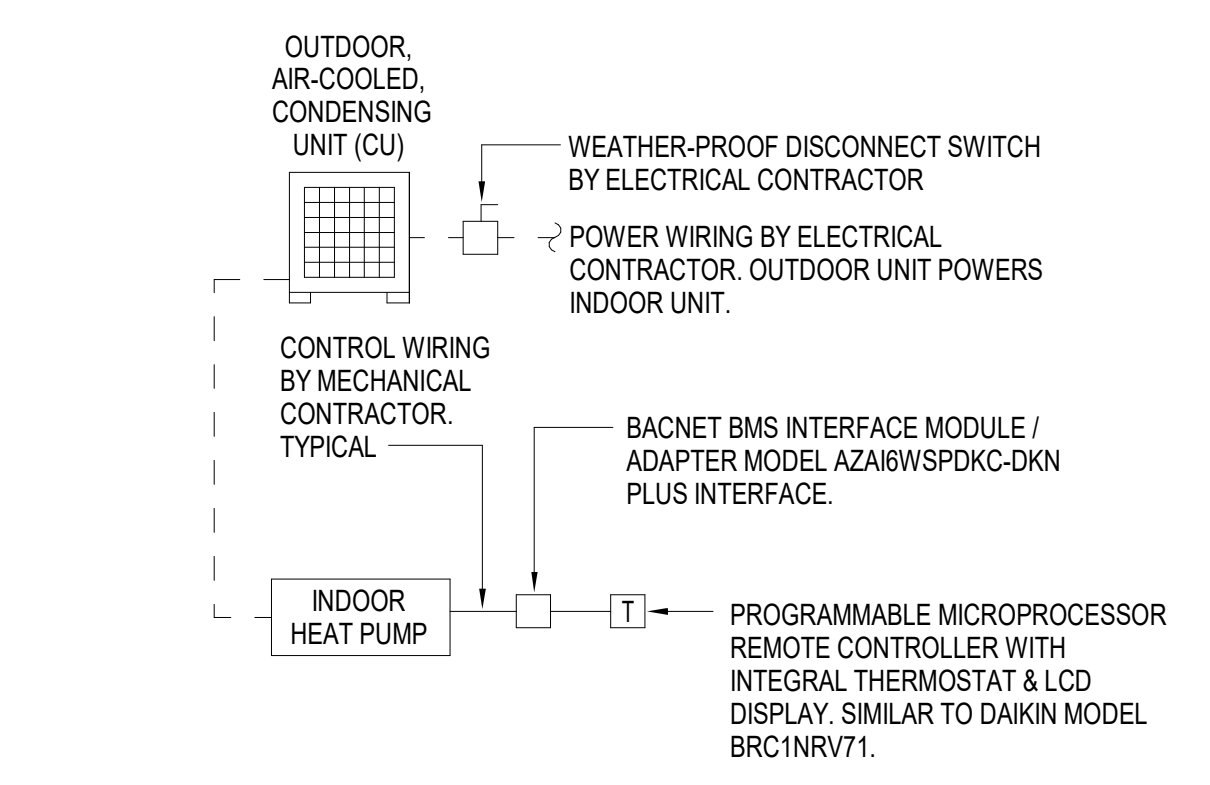 OUTDOOR,
AIR-COOLED,
CONDENSING
UNIT (CU)
WEATHER-PROOF DISCONNECT SWITCH
BY ELECTRICAL CONTRACTOR
POWER WIRING BY ELECTRICAL
CONTRACTOR. OUTDOOR UNIT POWERS
INDOOR UNIT.
CONTROL WIRING
BY MECHANICAL
CONTRACTOR.
TYPICAL
BACNET BMS INTERFACE MODULE /
ADAPTER MODEL AZAI6WSPDKC-DKN
PLUS INTERFACE.
INDOOR
HEAT PUMP
T
PROGRAMMABLE MICROPROCESSOR
REMOTE CONTROLLER WITH
INTEGRAL THERMOSTAT & LCD
DISPLAY. SIMILAR TO DAIKIN MODEL
BRC1NRV71.